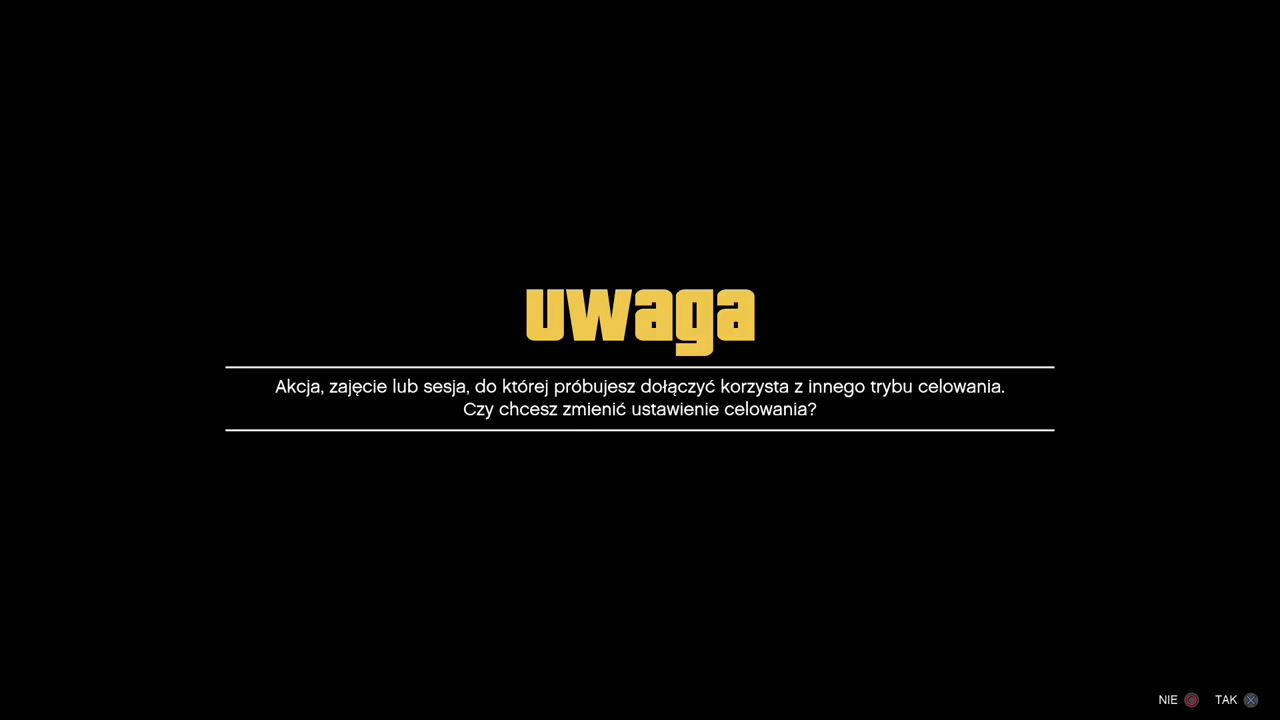 uwaga
Akcja, zajęcie lub sesja, do której próbujesz dołączyć korzysta z innego trybu celowania.
Czy chcesz zmienić ustawienie celowania?
NIE TAK